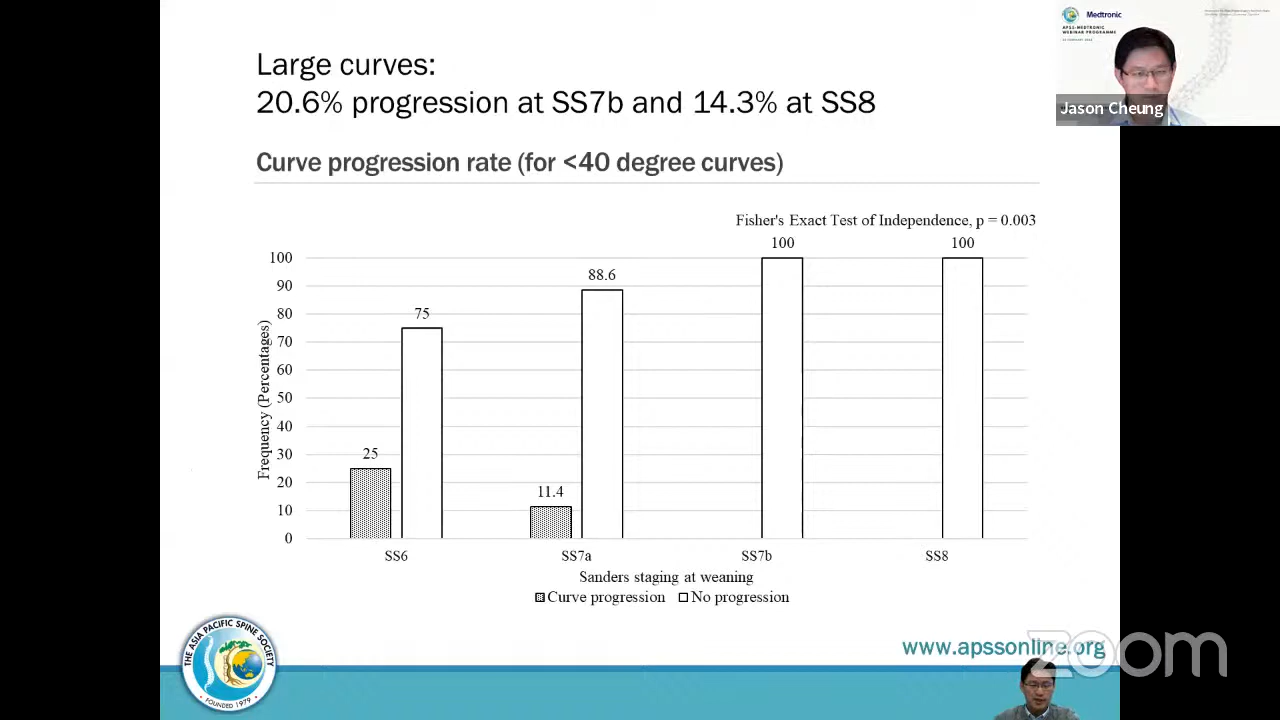 Large curves:
20.6% progression at SS7b and 14.3% at SS8
Curve progression rate (for <40 degree curves)
Fisher's Exact Test of Independence, p = 0.003
Frequency (Percentages)
100
90
80
70
60
50
40
30
20
10
0
25
75
11.4
88.6
100
100
SS6
SS7a
SS7b
SS8
Sanders staging at weaning
Curve progression
No progression
THE ASIA PACIFIC SPINE SOCIETY
FOUNDED 1979
www.apssonline.org
zoom
Medtronic
APSS-MEDTRONIC
WEBINAR PROGRAMME
Jason Cheung